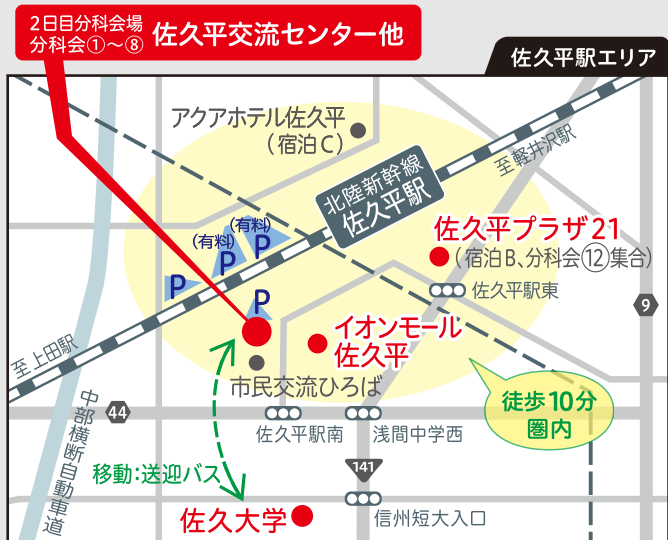 2日目分科会場
分科会①～⑧
佐久平交流センター他
佐久平駅エリア
アクアホテル佐久平
（宿泊C）
至軽井沢駅
北陸新幹線
佐久平駅
佐久平プラザ21
（宿泊B、分科会⑫集合）
(有料)
P
(有料)
P
P
P
佐久平駅東
9
イオンモール
佐久平
至上田駅
市民交流ひろば
徒歩10分
圏内
中部横断自動車道
44
佐久平駅南
浅間中学西
移動:送迎バス
141
佐久大学
信州短大入口